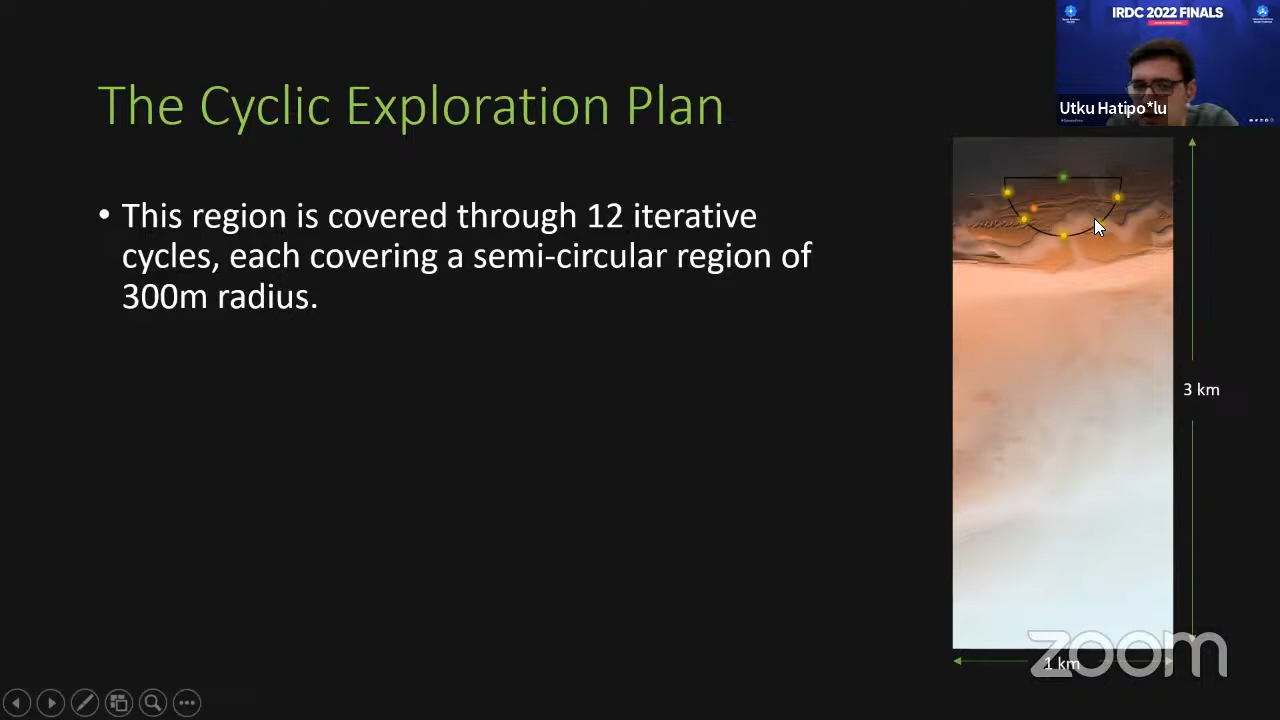 IRDC 2022 FINALS
Utku Hatipo*lu
The Cyclic Exploration Plan
• This region is covered through 12 iterative
cycles, each covering a semi-circular region of
300m radius.
3 km
1 km
zoom